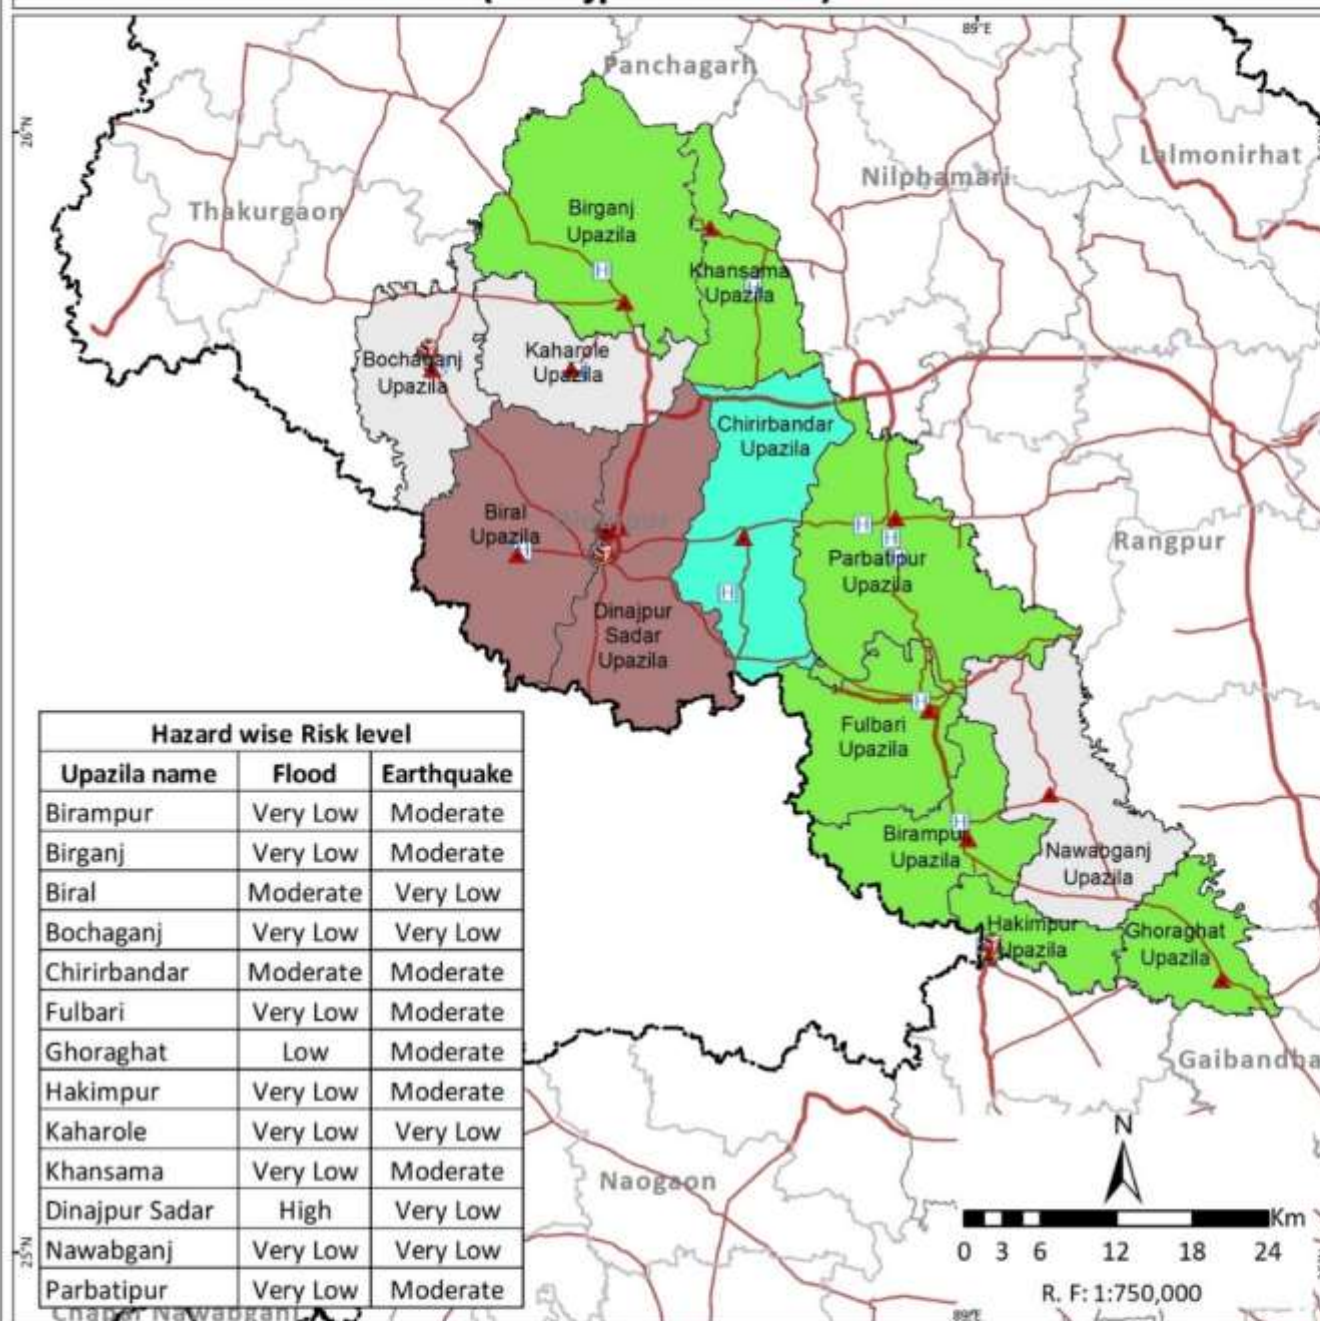 89°E
Panchagarh
26°N
Lalmonirhat
Nilphamari
Thakurgaon
Birganj
Upazila
Khansama
Upazila
Bochaganj
Upazila
Kaharole
Upazila
Chirirbandar
Upazila
Biral
Upazila
Rangpur
Parbatipur
Upazila
Dinajpur
Sadar
Upazila
Fulbari
Upazila
Birampur
Upazila
Nawabganj
Upazila
Hakimpur
Upazila
Ghoraghat
Upazila
Gaibandha
Naogaon
Hazard wise Risk level
Upazila name Flood Earthquake
Birampur Very Low Moderate
Birganj Very Low Moderate
Biral Moderate Very Low
Bochaganj Very Low Very Low
Chirirbandar Moderate Moderate
Fulbari Very Low Moderate
Ghoraghat Low Moderate
Hakimpur Very Low Moderate
Kaharole Very Low Very Low
Khansama Very Low Moderate
Dinajpur Sadar High Very Low
Nawabganj Very Low Very Low
Parbatipur Very Low Moderate
25°N
N
Km
0 3 6 12 18 24
R. F: 1:750,000
89°E